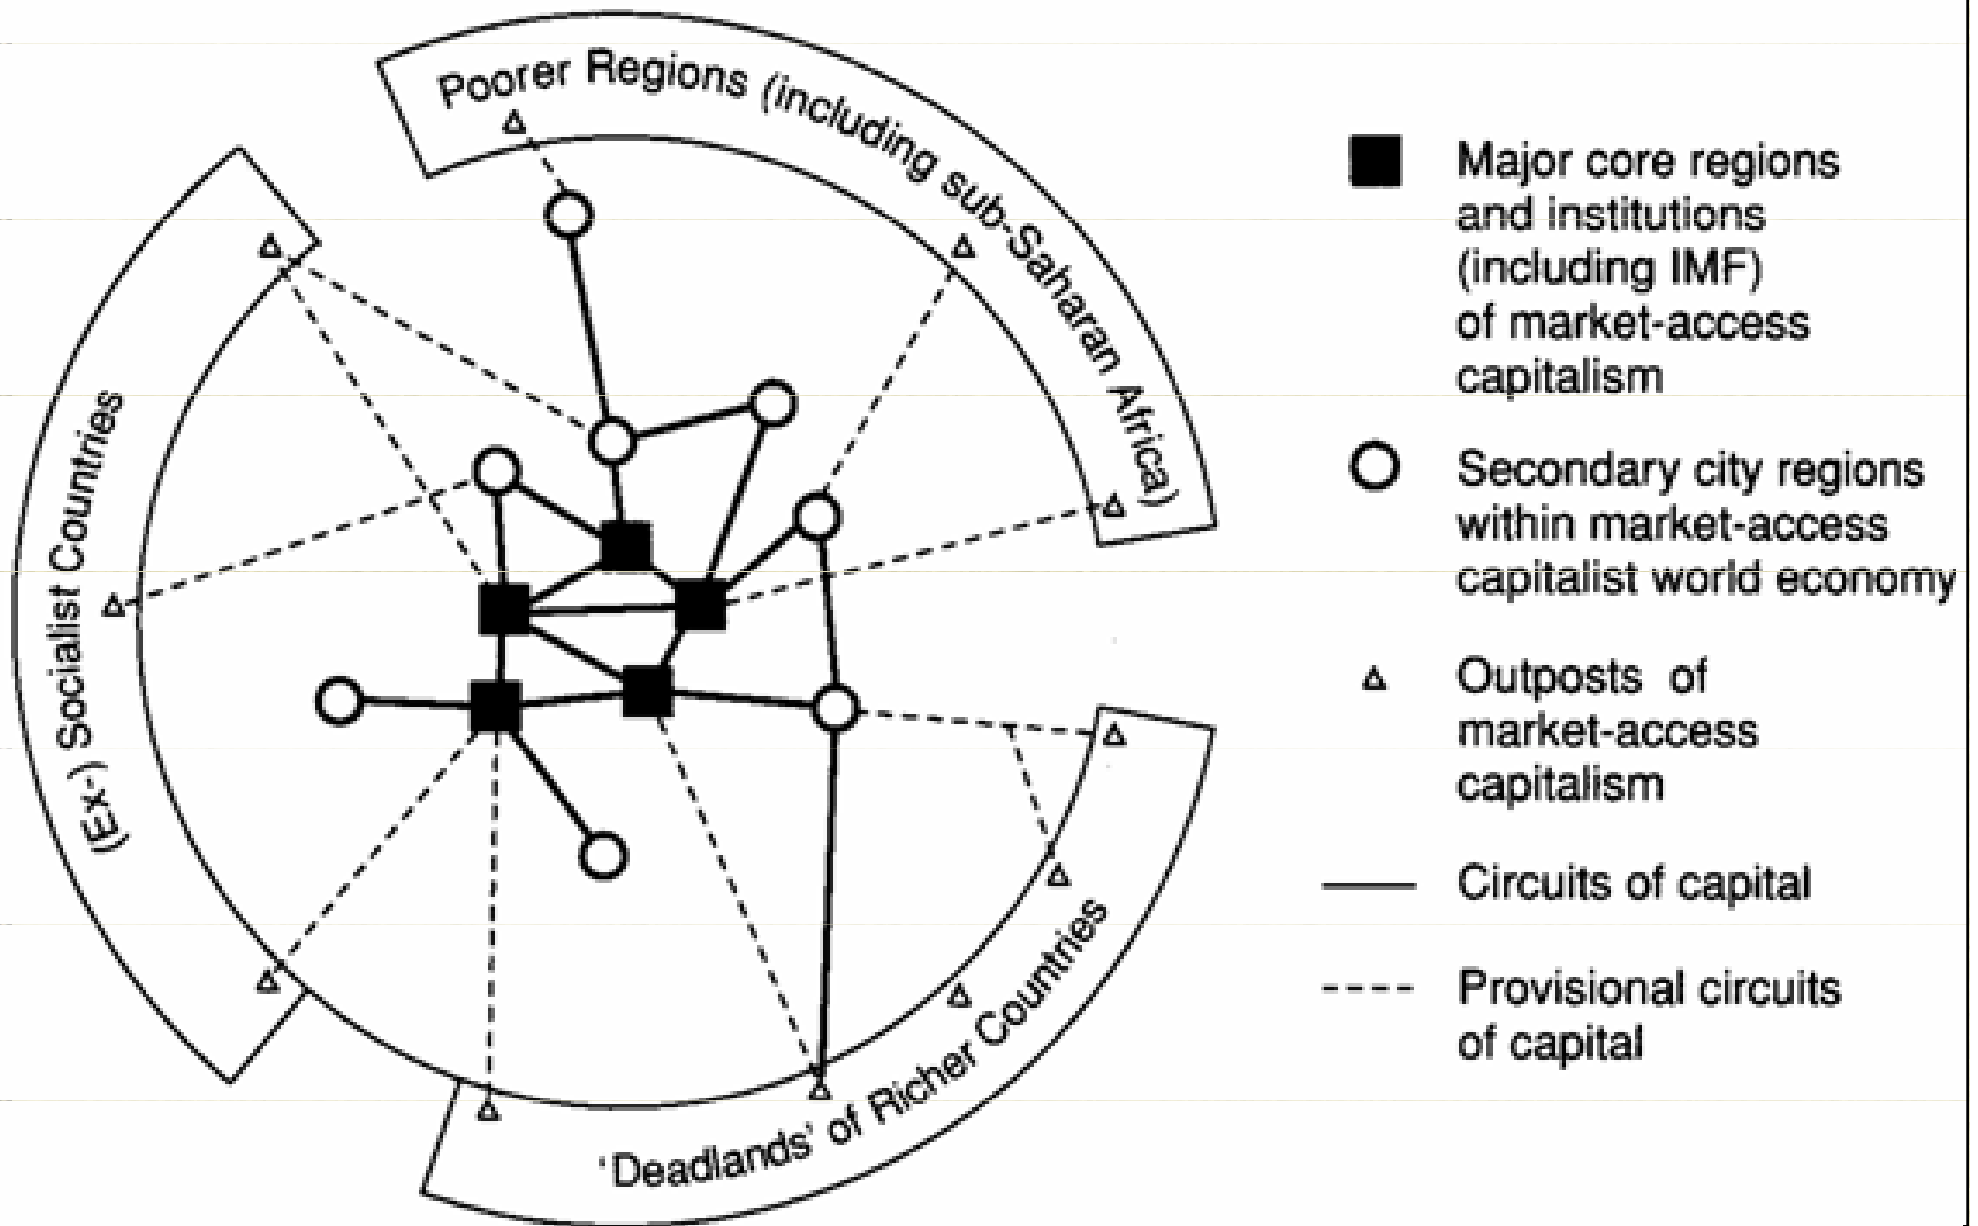 Poorer Regions (including sub-Saharan Africa)
(Ex-) Socialist Countries
'Deadlands' of Richer Countries
Major core regions
and institutions
(including IMF)
of market-access
capitalism
Secondary city regions
within market-access
capitalist world economy
Outposts of
market-access
capitalism
Circuits of capital
Provisional circuits
of capital